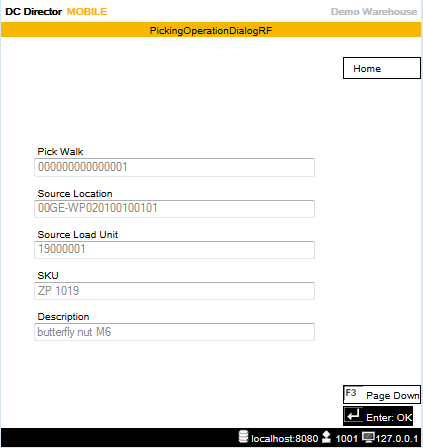 DC Director MOBILE Demo Warehouse
PickingOperationDialogRF
Home
Pick Walk
000000000000001
Source Location
00GE-WP020100100101
Source Load Unit
19000001
SKU
ZP 1019
Description
butterfly nut M6
F3 Page Down
Enter: OK
localhost:8080 1001 127.0.0.1